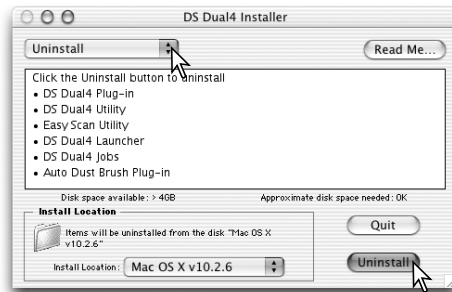 DS Dual4 Installer
Uninstall
Read Me...
Click the Uninstall button to uninstall
• DS Dual4 Plug-in
• DS Dual4 Utility
• Easy Scan Utility
• DS Dual4 Launcher
• DS Dual4 Jobs
• Auto Dust Brush Plug-in
Disk space available: > 4GB Approximate disk space needed: 0K
Install Location
Items will be uninstalled from the disk "Mac OS X
v10.2.6"
Install Location: Mac OS X v10.2.6
Quit
Uninstall